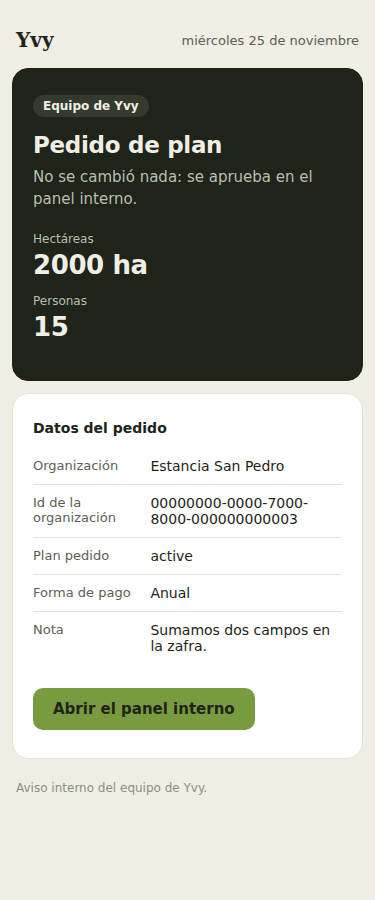 Yvy
miércoles 25 de noviembre
Equipo de Yvy
Pedido de plan
No se cambió nada: se aprueba en el
panel interno.
Hectáreas
2000 ha
Personas
15
Datos del pedido
Organización
Estancia San Pedro
Id de la
organización
00000000-0000-7000-
8000-000000000003
Plan pedido
active
Forma de pago
Anual
Nota
Sumamos dos campos en
la zafra.
Abrir el panel interno
Aviso interno del equipo de Yvy.